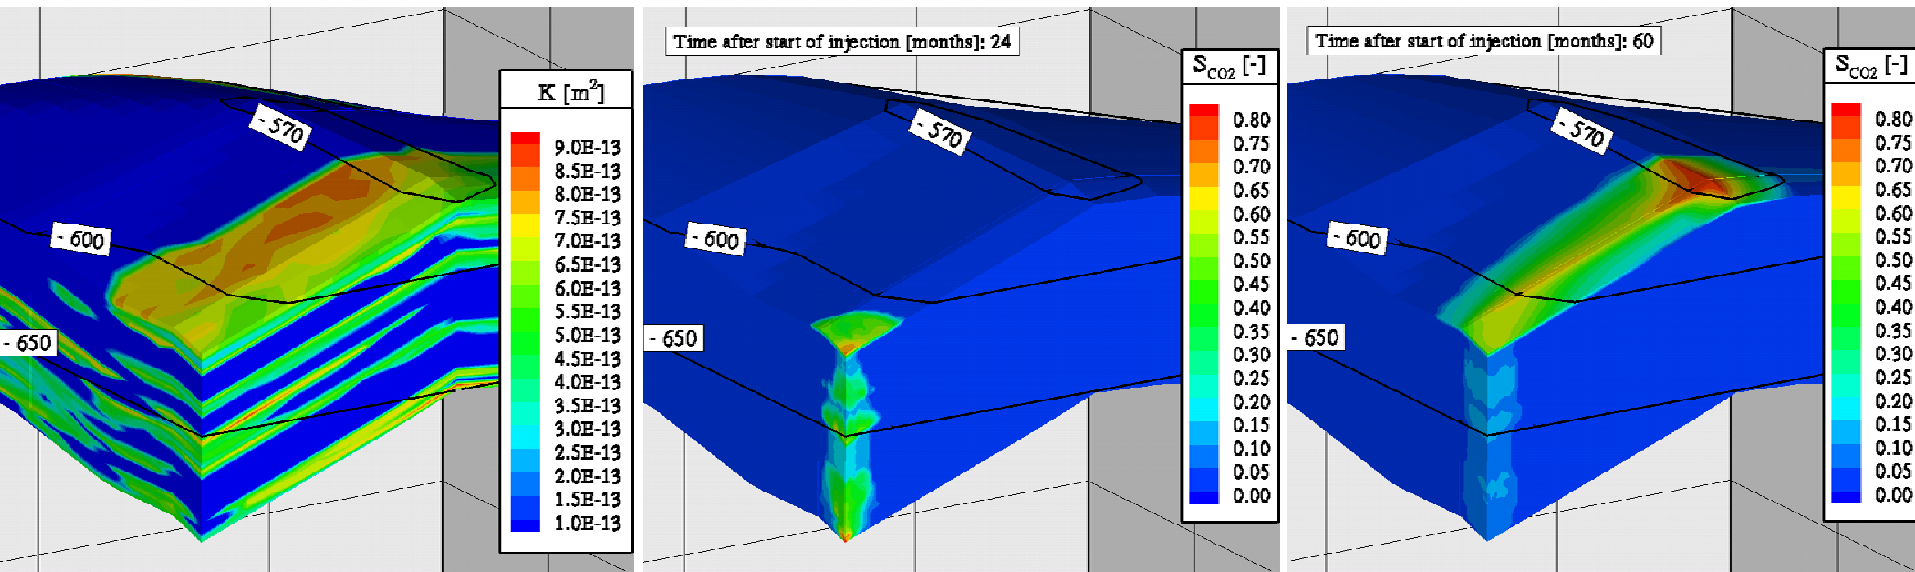 K [m²]
9.0E-13
8.5E-13
8.0E-13
7.5E-13
7.0E-13
6.5E-13
6.0E-13
5.5E-13
5.0E-13
4.5E-13
4.0E-13
3.5E-13
3.0E-13
2.5E-13
2.0E-13
1.5E-13
1.0E-13
- 570
- 600
- 650
Time after start of injection [months]: 24
S_CO2 [-]
0.80
0.75
0.70
0.65
0.60
0.55
0.50
0.45
0.40
0.35
0.30
0.25
0.20
0.15
0.10
0.05
0.00
- 570
- 600
- 650
Time after start of injection [months]: 60
S_CO2 [-]
0.80
0.75
0.70
0.65
0.60
0.55
0.50
0.45
0.40
0.35
0.30
0.25
0.20
0.15
0.10
0.05
0.00
- 570
- 600
- 650